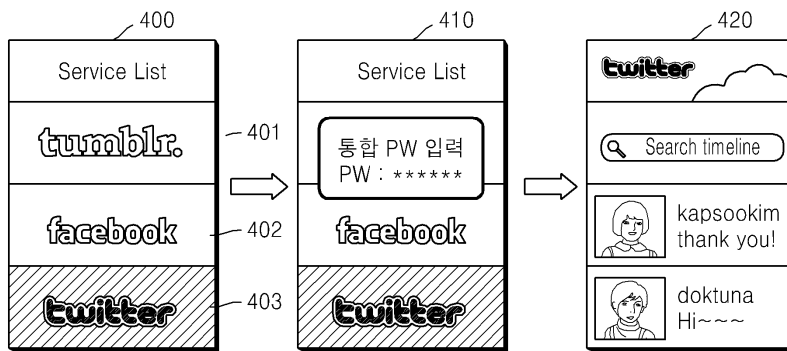 400
Service List
tumblr.
401
facebook
402
twitter
403
410
Service List
통합 PW 입력
PW : ******
facebook
twitter
420
twitter
Search timeline
kapsookim
thank you!
doktuna
Hi~~~